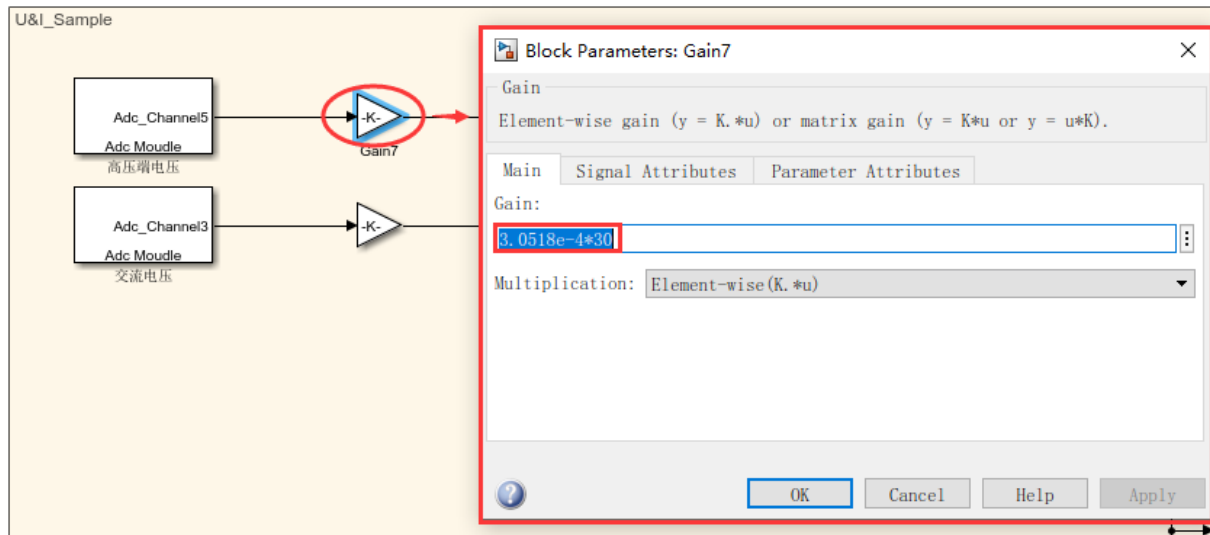 U&I_Sample
Adc_Channel5
Adc Moudle
高压端电压
-K-
Gain7
Adc_Channel3
Adc Moudle
交流电压
-K-
Block Parameters: Gain7
Gain
Element-wise gain (y = K.*u) or matrix gain (y = K*u or y = u*K).
Main Signal Attributes Parameter Attributes
Gain:
3.0518e-4*30
Multiplication: Element-wise(K.*u)
OK Cancel Help Apply